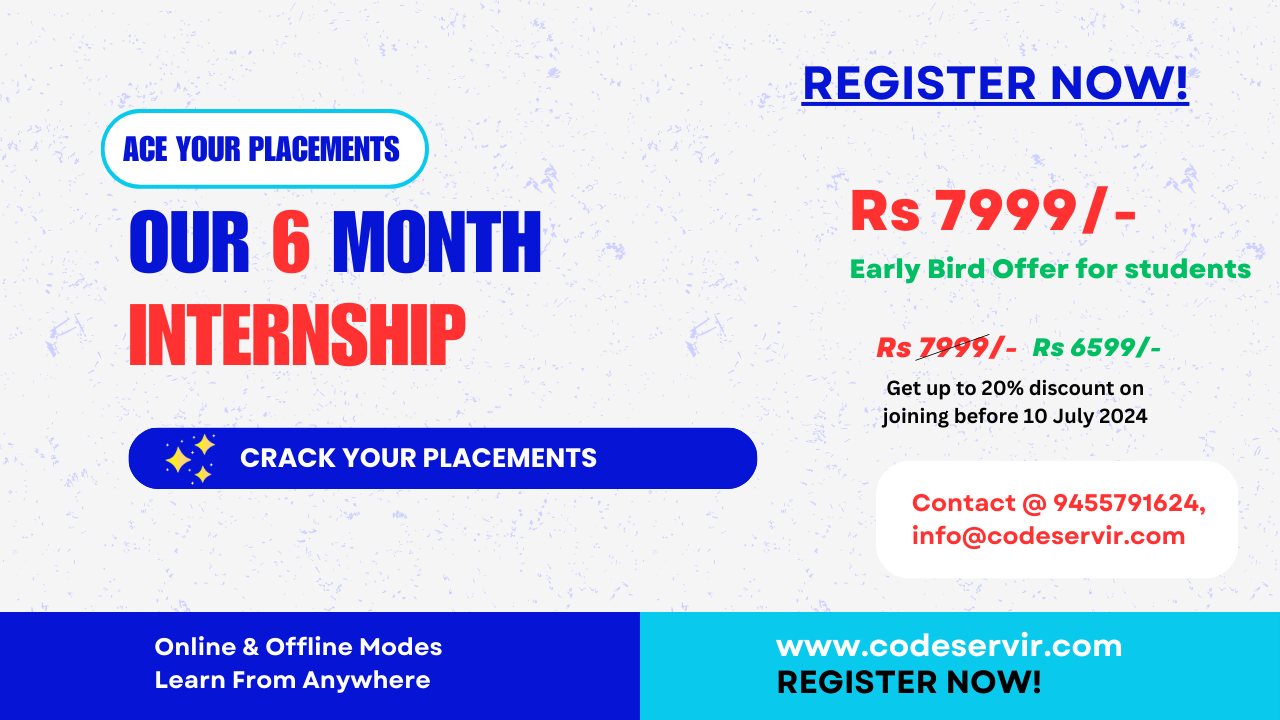 ACE YOUR PLACEMENTS
OUR 6 MONTH
INTERNSHIP
CRACK YOUR PLACEMENTS
REGISTER NOW!
Rs 7999/-
Early Bird Offer for students
Rs 7999/- Rs 6599/-
Get up to 20% discount on
joining before 10 July 2024
Contact @ 9455791624,
info@codeservir.com
Online & Offline Modes
Learn From Anywhere
www.codeservir.com
REGISTER NOW!